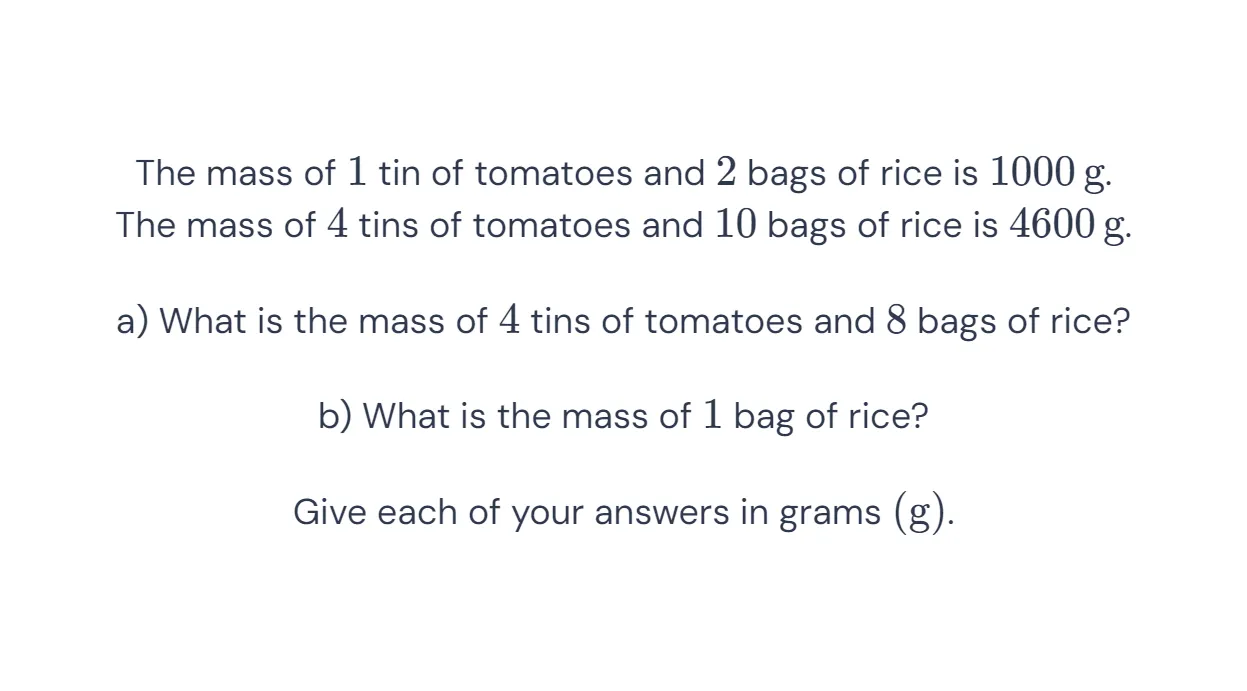 The mass of 1 tin of tomatoes and 2 bags of rice is 1000 g.
The mass of 4 tins of tomatoes and 10 bags of rice is 4600 g.
a) What is the mass of 4 tins of tomatoes and 8 bags of rice?
b) What is the mass of 1 bag of rice?
Give each of your answers in grams (g).